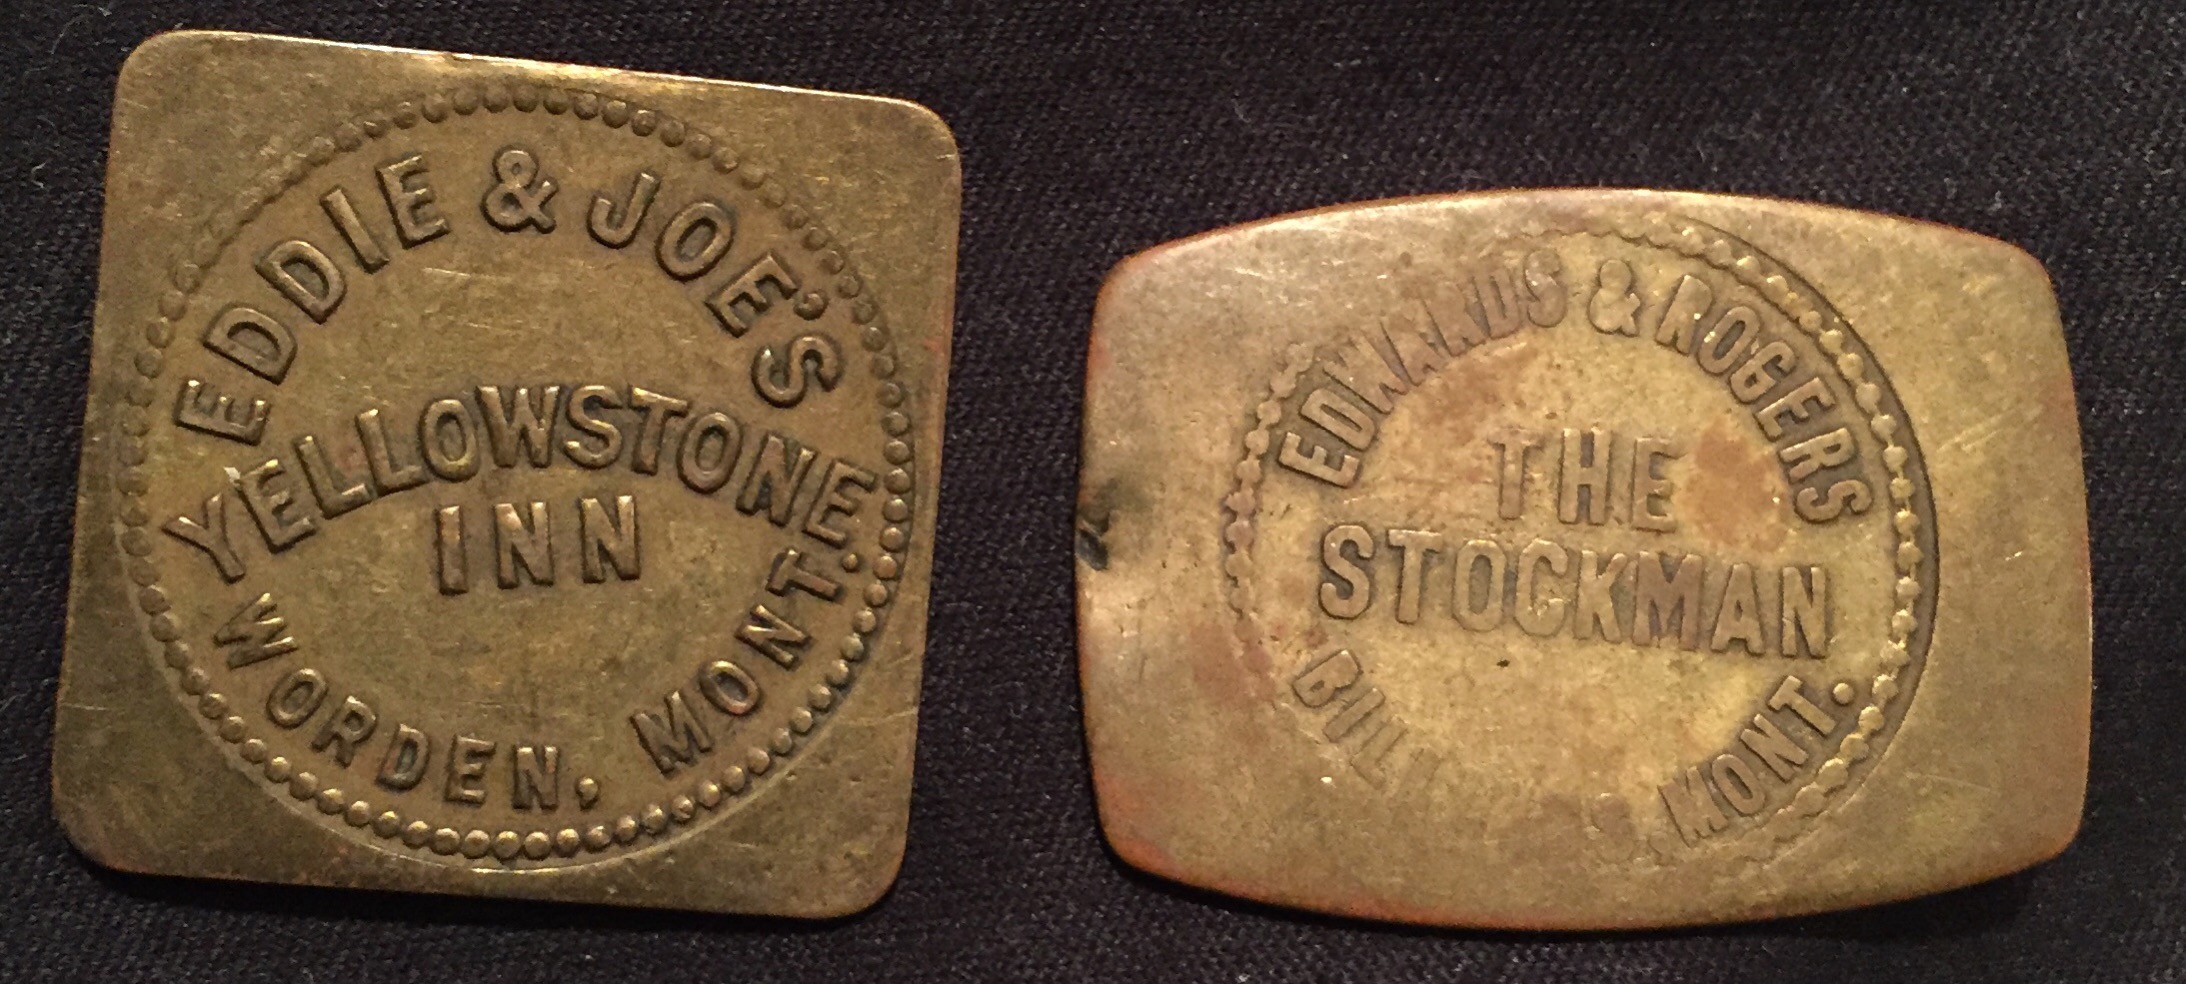 EDDIE & JOE'S
YELLOWSTONE
INN
WORDEN, MONT.
EDWARDS & ROGERS
THE
STOCKMAN
MONT.